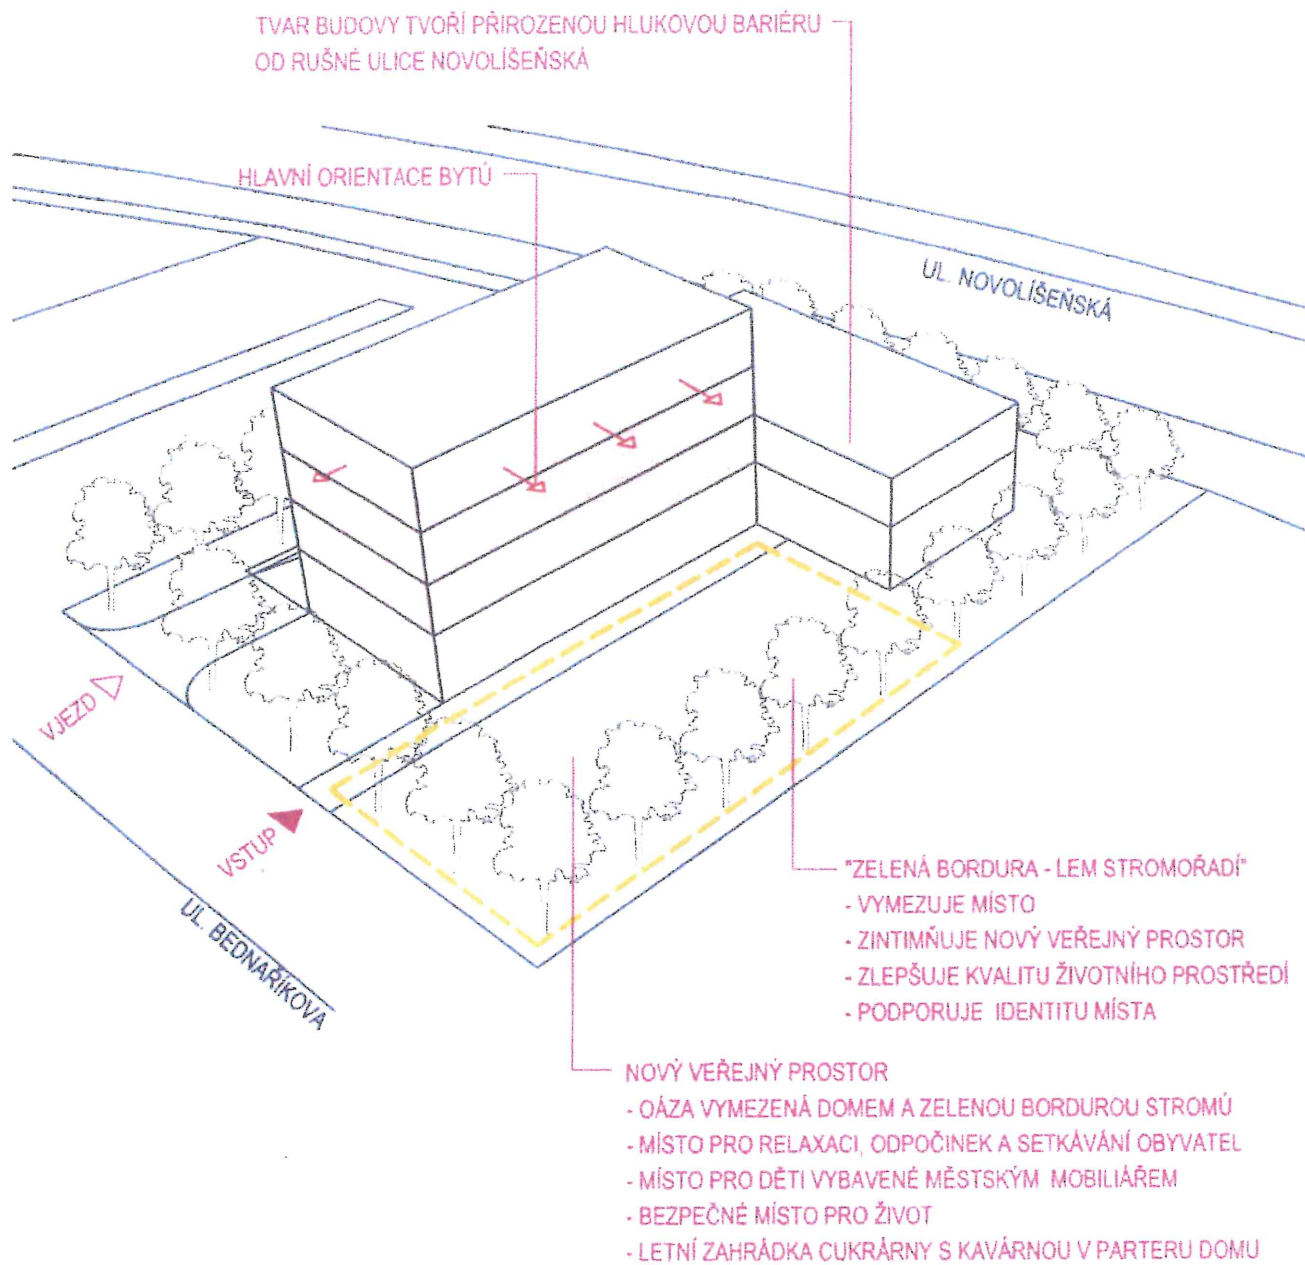 TVAR BUDOVY TVOŘÍ PŘIROZENOU HLUKOVOU BARIÉRU
OD RUŠNÉ ULICE NOVOLÍŠEŇSKÁ
HLAVNÍ ORIENTACE BYTŮ
UL. NOVOLÍŠEŇSKÁ
VJEZD
VSTUP
UL. BEDNAŘÍKOVA
"ZELENÁ BORDURA - LEM STROMOŘADÍ"
- VYMEZUJE MÍSTO
- ZINTIMŇUJE NOVÝ VEŘEJNÝ PROSTOR
- ZLEPŠUJE KVALITU ŽIVOTNÍHO PROSTŘEDÍ
- PODPORUJE IDENTITU MÍSTA
NOVÝ VEŘEJNÝ PROSTOR
- OÁZA VYMEZENÁ DOMEM A ZELENOU BORDUROU STROMŮ
- MÍSTO PRO RELAXACI, ODPOČINEK A SETKÁVÁNÍ OBYVATEL
- MÍSTO PRO DĚTI VYBAVENÉ MĚSTSKÝM MOBILIÁŘEM
- BEZPEČNÉ MÍSTO PRO ŽIVOT
- LETNÍ ZAHRÁDKA CUKRÁRNY S KAVÁRNOU V PARTERU DOMU